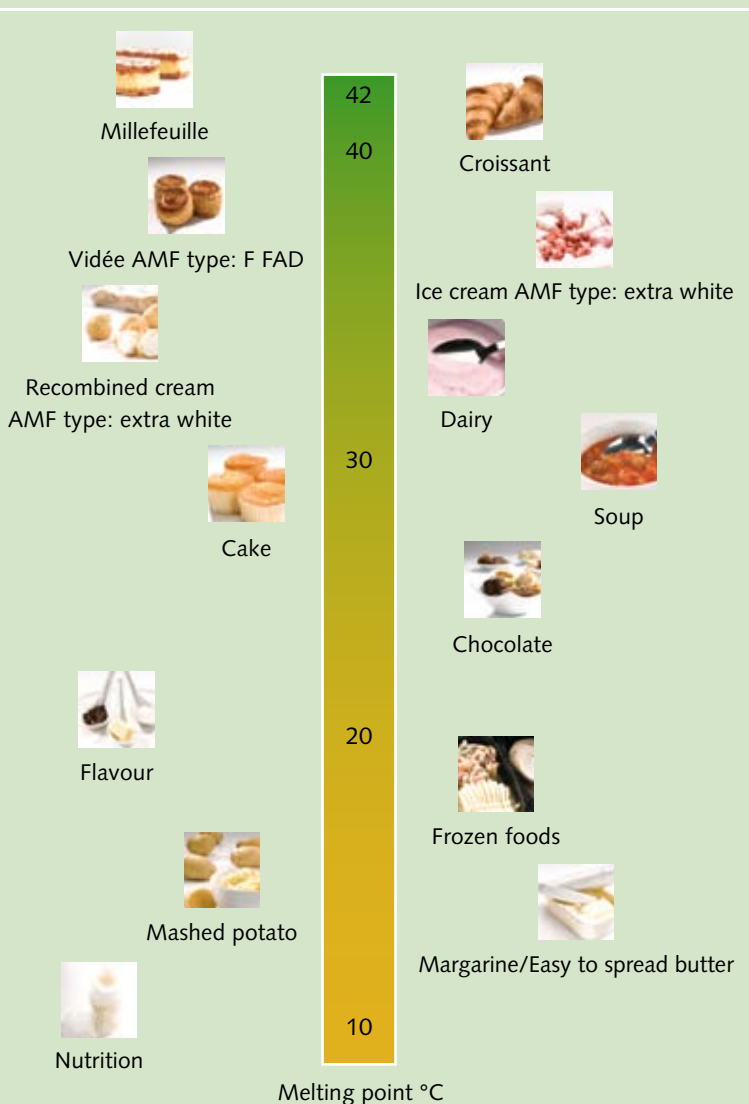 42
Millefeuille
40
Croissant
Vidée AMF type: F FAD
Ice cream AMF type: extra white
Recombined cream
AMF type: extra white
Dairy
30
Soup
Cake
Chocolate
20
Flavour
Frozen foods
Mashed potato
Margarine/Easy to spread butter
10
Nutrition
Melting point °C